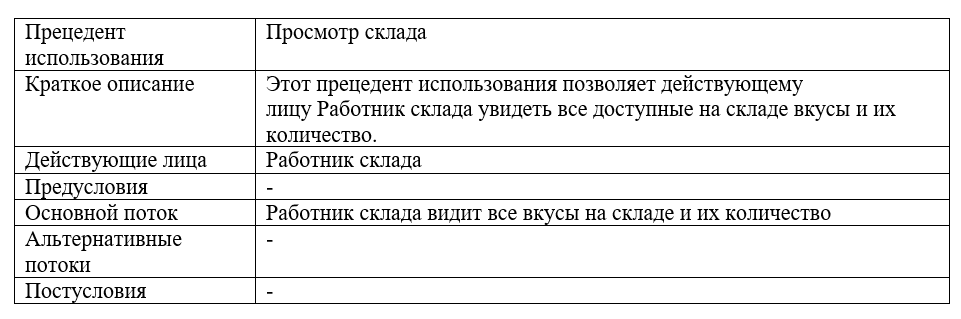 Прецедент Просмотр склада
использования
Краткое описание Этот прецедент использования позволяет действующему
лицу Работник склада увидеть все доступные на складе вкусы и их
количество.
Действующие лица Работник склада
Предусловия -
Основной поток Работник склада видит все вкусы на складе и их количество
Альтернативные -
потоки
Постусловия -